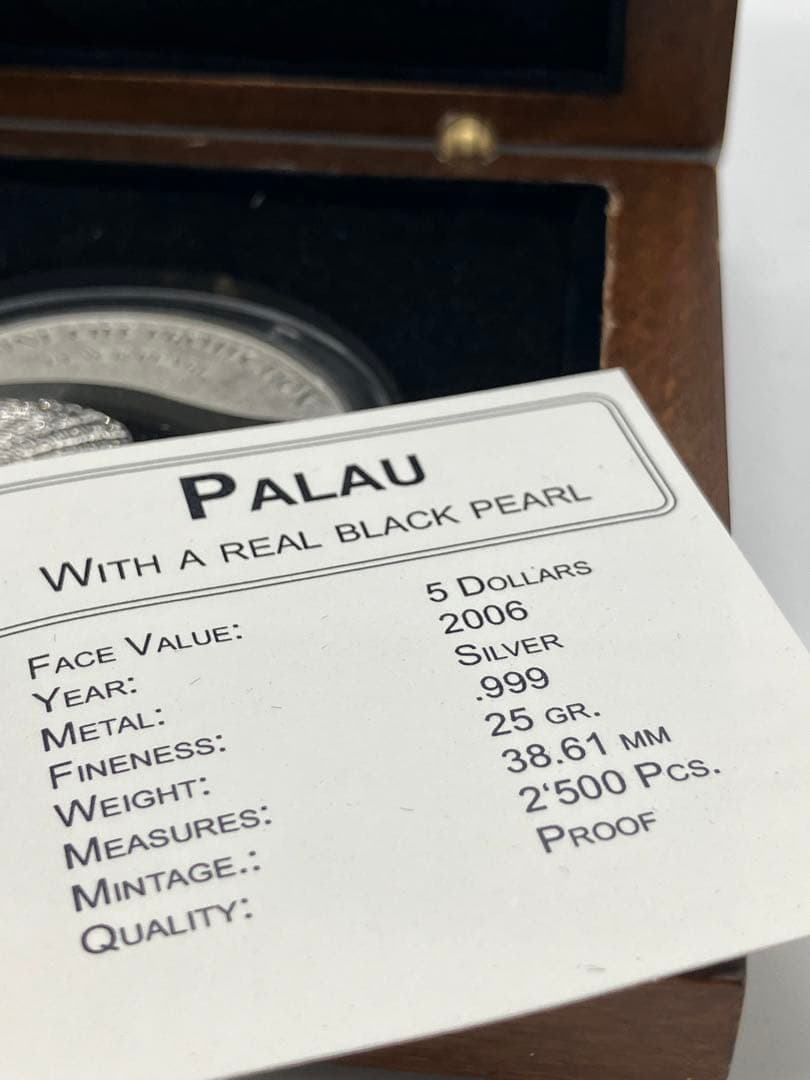 PALAU
WITH A REAL BLACK PEARL
FACE VALUE: 5 DOLLARS
YEAR: 2006
METAL: SILVER
FINENESS: .999
WEIGHT: 25 GR.
MEASURES: 38.61 MM
MINTAGE.: 2'500 PCS.
QUALITY: PROOF